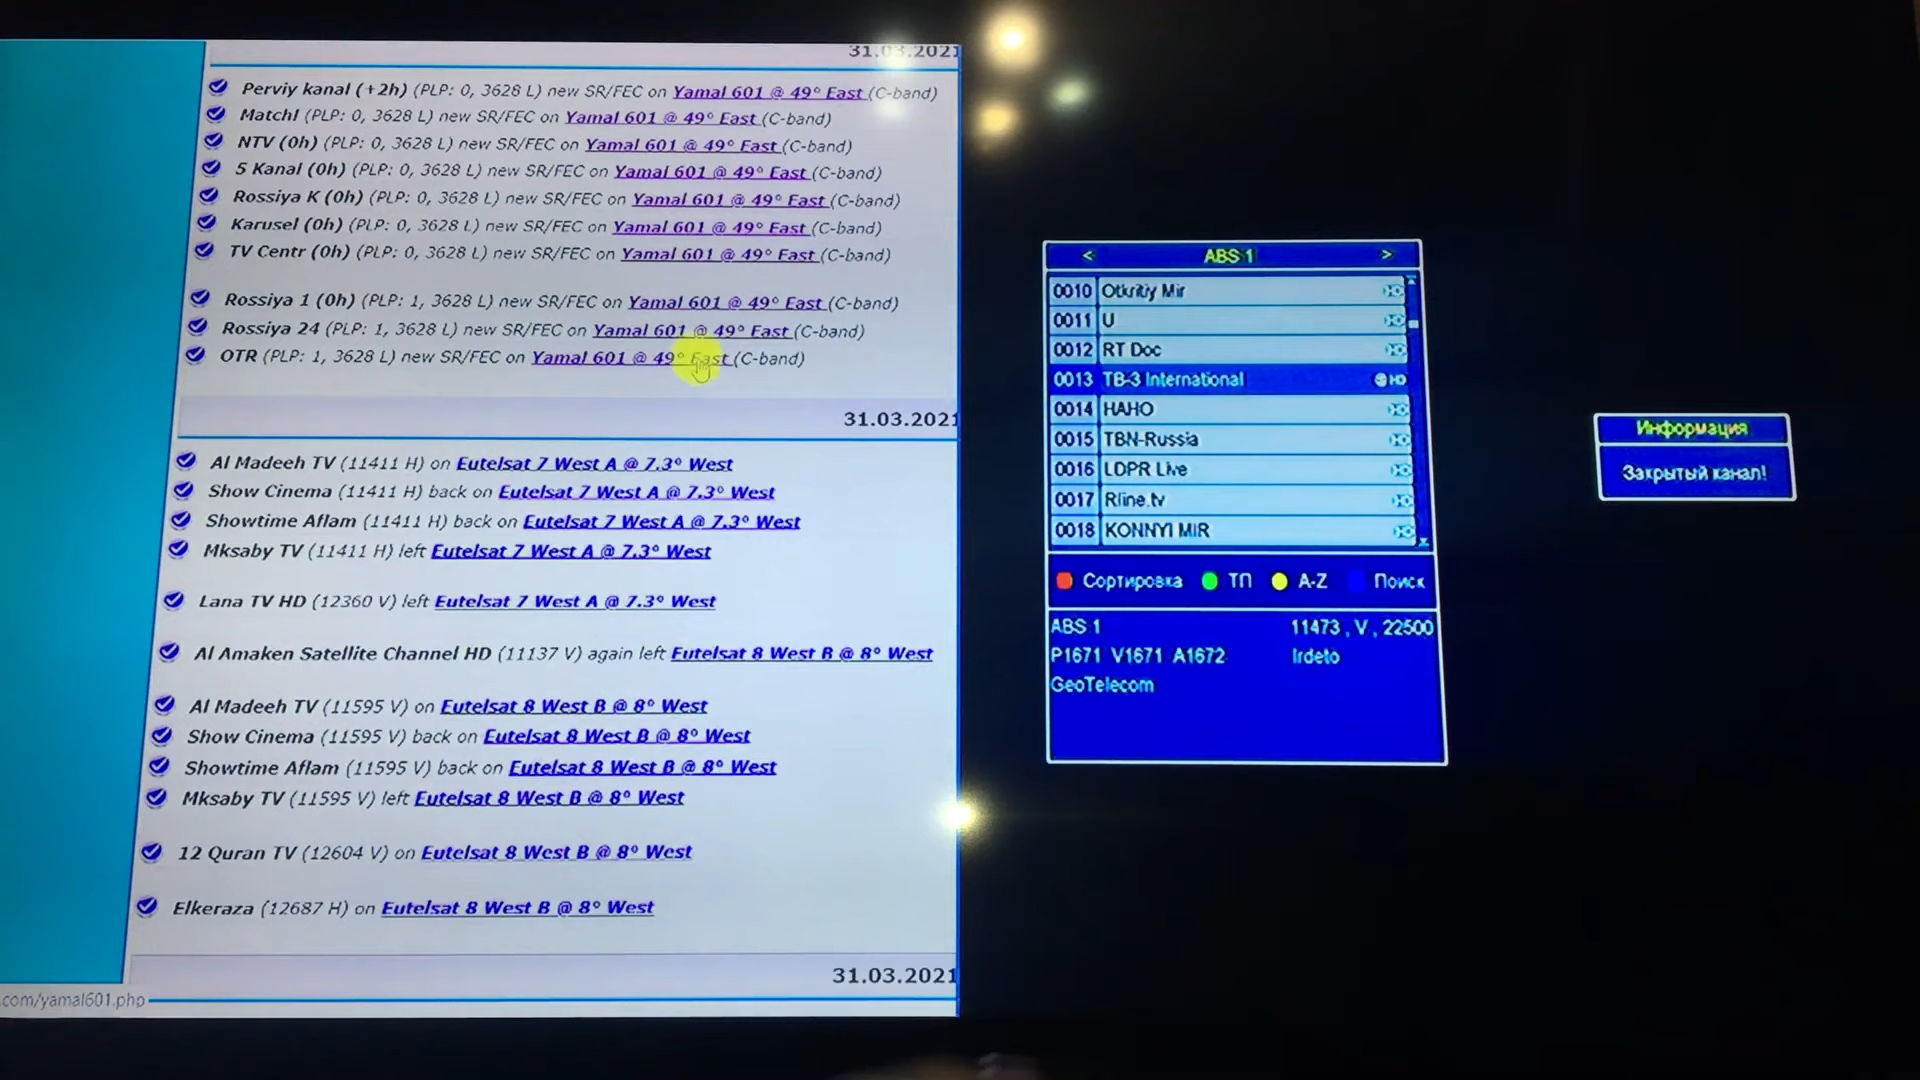 31.03.2021
Perviy kanal (+2h) (PLP: 0, 3628 L) new SR/FEC on Yamal 601 @ 49° East (C-band)
Match! (PLP: 0, 3628 L) new SR/FEC on Yamal 601 @ 49° East (C-band)
NTV (0h) (PLP: 0, 3628 L) new SR/FEC on Yamal 601 @ 49° East (C-band)
5 Kanal (0h) (PLP: 0, 3628 L) new SR/FEC on Yamal 601 @ 49° East (C-band)
Rossiya K (0h) (PLP: 0, 3628 L) new SR/FEC on Yamal 601 @ 49° East (C-band)
Karusel (0h) (PLP: 0, 3628 L) new SR/FEC on Yamal 601 @ 49° East (C-band)
TV Centr (0h) (PLP: 0, 3628 L) new SR/FEC on Yamal 601 @ 49° East (C-band)
Rossiya 1 (0h) (PLP: 1, 3628 L) new SR/FEC on Yamal 601 @ 49° East (C-band)
Rossiya 24 (PLP: 1, 3628 L) new SR/FEC on Yamal 601 @ 49° East (C-band)
OTR (PLP: 1, 3628 L) new SR/FEC on Yamal 601 @ 49° East (C-band)
31.03.2021
Al Madeeh TV (11411 H) on Eutelsat 7 West A @ 7.3° West
Show Cinema (11411 H) back on Eutelsat 7 West A @ 7.3° West
Showtime Aflam (11411 H) back on Eutelsat 7 West A @ 7.3° West
Mksaby TV (11411 H) left Eutelsat 7 West A @ 7.3° West
Lana TV HD (12360 V) left Eutelsat 7 West A @ 7.3° West
Al Amaken Satellite Channel HD (11137 V) again left Eutelsat 8 West B @ 8° West
Al Madeeh TV (11595 V) on Eutelsat 8 West B @ 8° West
Show Cinema (11595 V) back on Eutelsat 8 West B @ 8° West
Showtime Aflam (11595 V) back on Eutelsat 8 West B @ 8° West
Mksaby TV (11595 V) left Eutelsat 8 West B @ 8° West
12 Quran TV (12604 V) on Eutelsat 8 West B @ 8° West
Elkeraza (12687 H) on Eutelsat 8 West B @ 8° West
31.03.2021
.com/yamal601.php
< ABS 1 >
0010 Otkritiy Mir
0011 U
0012 RT Doc
0013 TB-3 International HD
0014 НАНО
0015 TBN-Russia
0016 LDPR Live
0017 Rline.tv
0018 KONNYI MIR
Сортировка ТП A-Z Поиск
ABS 1 11473 , V , 22500
P1671 V1671 A1672 Irdeto
GeoTelecom
Информация
Закрытый канал!